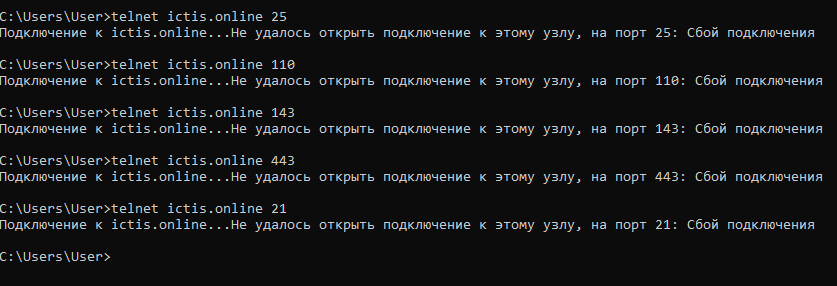 C:\Users\User>telnet ictis.online 25
Подключение к ictis.online...Не удалось открыть подключение к этому узлу, на порт 25: Сбой подключения
C:\Users\User>telnet ictis.online 110
Подключение к ictis.online...Не удалось открыть подключение к этому узлу, на порт 110: Сбой подключения
C:\Users\User>telnet ictis.online 143
Подключение к ictis.online...Не удалось открыть подключение к этому узлу, на порт 143: Сбой подключения
C:\Users\User>telnet ictis.online 443
Подключение к ictis.online...Не удалось открыть подключение к этому узлу, на порт 443: Сбой подключения
C:\Users\User>telnet ictis.online 21
Подключение к ictis.online...Не удалось открыть подключение к этому узлу, на порт 21: Сбой подключения
C:\Users\User>